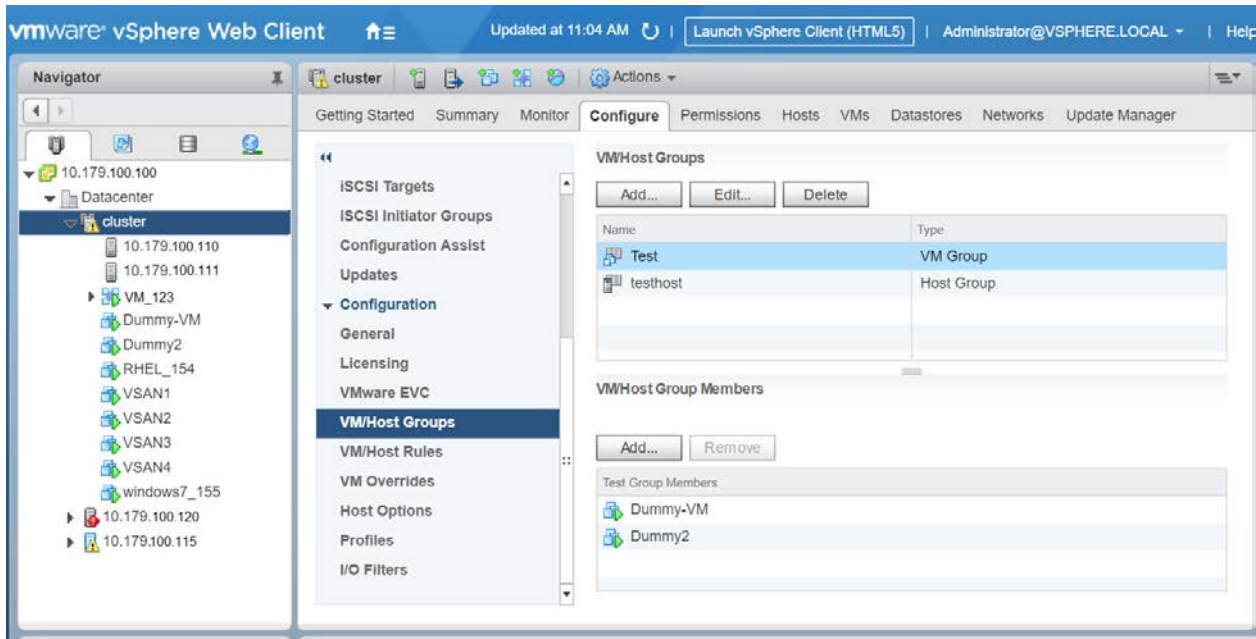 vmware® vSphere Web Client Updated at 11:04 AM | Launch vSphere Client (HTML5) | Administrator@VSPHERE.LOCAL | Help
Navigator
10.179.100.100
Datacenter
cluster
10.179.100.110
10.179.100.111
VM_123
Dummy-VM
Dummy2
RHEL_154
VSAN1
VSAN2
VSAN3
VSAN4
windows7_155
10.179.100.120
10.179.100.115
cluster Actions
Getting Started Summary Monitor Configure Permissions Hosts VMs Datastores Networks Update Manager
iSCSI Targets
iSCSI Initiator Groups
Configuration Assist
Updates
Configuration
General
Licensing
VMware EVC
VM/Host Groups
VM/Host Rules
VM Overrides
Host Options
Profiles
I/O Filters
VM/Host Groups
Add... Edit... Delete
Name Type
Test VM Group
testhost Host Group
VM/Host Group Members
Add... Remove
Test Group Members
Dummy-VM
Dummy2